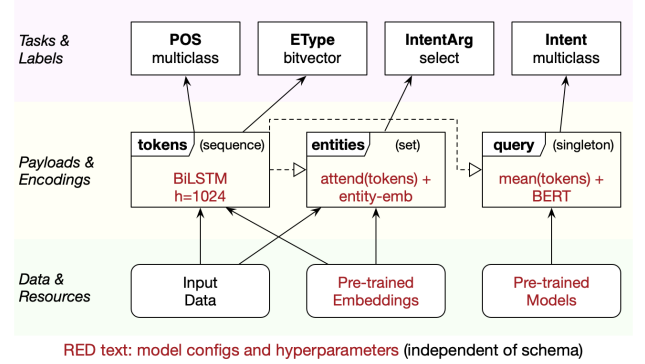 Tasks &
Labels
POS
multiclass
EType
bitvector
IntentArg
select
Intent
multiclass
Payloads &
Encodings
tokens (sequence)
BiLSTM
h=1024
entities (set)
attend(tokens) +
entity-emb
query (singleton)
mean(tokens) +
BERT
Data &
Resources
Input
Data
Pre-trained
Embeddings
Pre-trained
Models
RED text: model configs and hyperparameters (independent of schema)